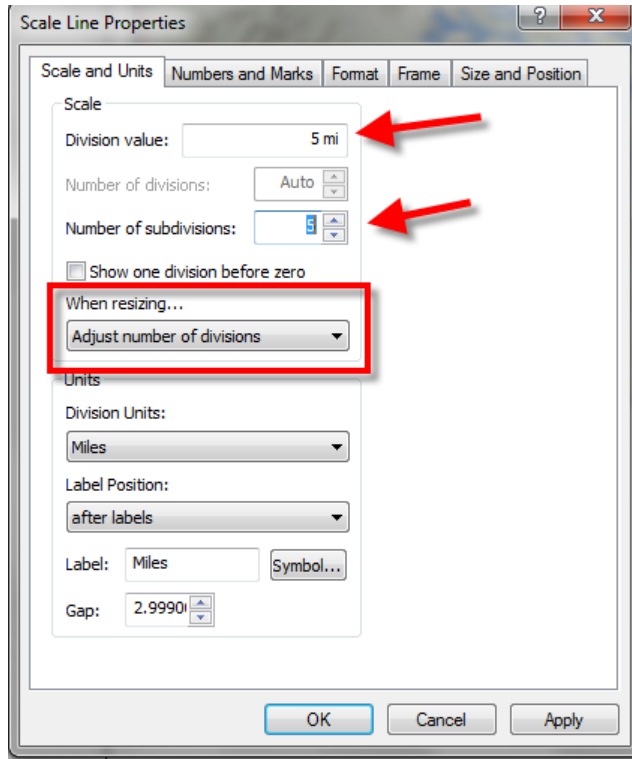 Scale Line Properties
?
X
Scale and Units Numbers and Marks Format Frame Size and Position
Scale
Division value: 5 mi
Number of divisions: Auto
Number of subdivisions: 5
Show one division before zero
When resizing...
Adjust number of divisions
Units
Division Units:
Miles
Label Position:
after labels
Label: Miles Symbol...
Gap: 2.9990
OK Cancel Apply